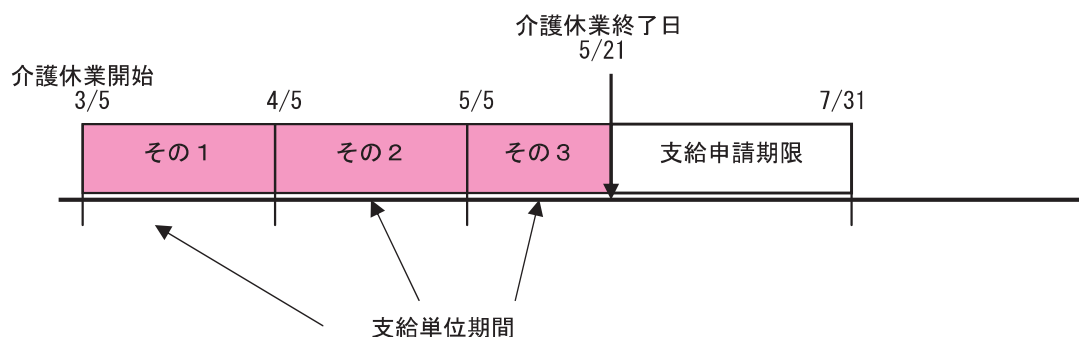 介護休業終了日
5/21
介護休業開始
3/5
4/5
5/5
7/31
その1
その2
その3
支給申請期限
支給単位期間